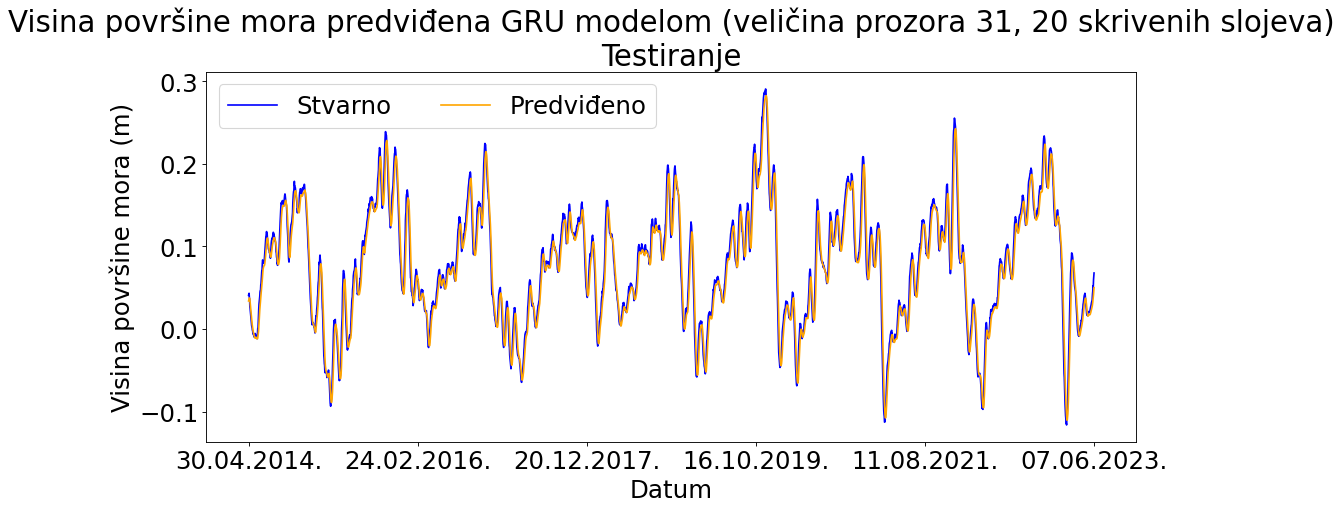 Visina površine mora predviđena GRU modelom (veličina prozora 31, 20 skrivenih slojeva)
Testiranje
Stvarno
Predviđeno
Visina površine mora (m)
0.3
0.2
0.1
0.0
−0.1
30.04.2014.
24.02.2016.
20.12.2017.
16.10.2019.
11.08.2021.
07.06.2023.
Datum